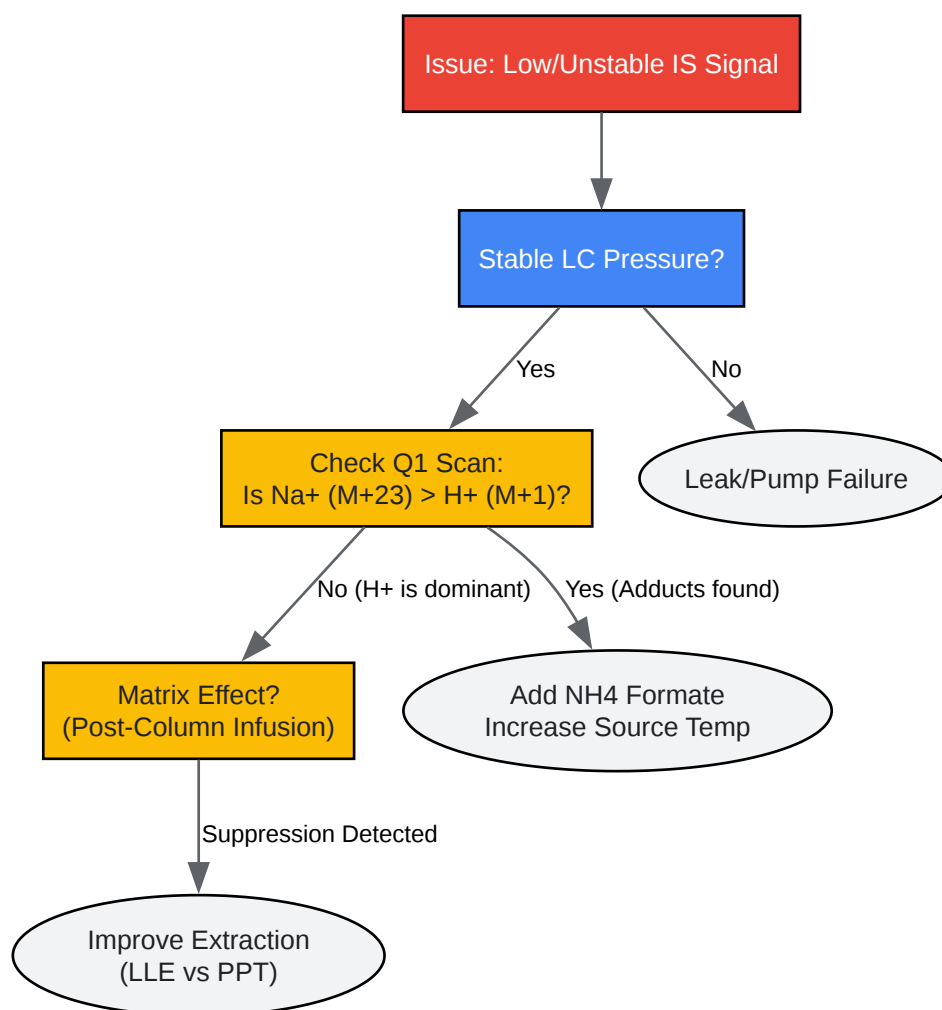 Issue: Low/Unstable IS Signal
Stable LC Pressure?
Yes
No
Check Q1 Scan:
Is Na+ (M+23) > H+ (M+1)?
Leak/Pump Failure
No (H+ is dominant)
Yes (Adducts found)
Matrix Effect?
(Post-Column Infusion)
Add NH4 Formate
Increase Source Temp
Suppression Detected
Improve Extraction
(LLE vs PPT)